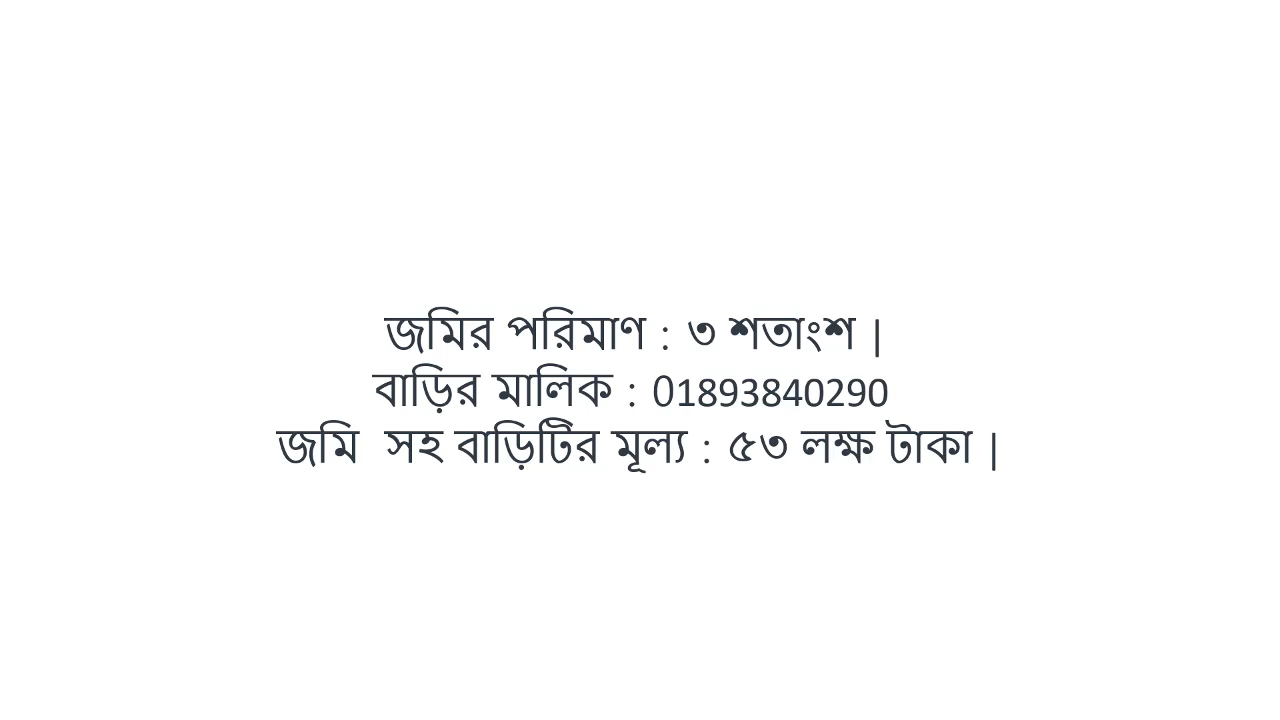 জমির পরিমাণ : ৩ শতাংশ |
বাড়ির মালিক : 01893840290
জমি  সহ বাড়িটির মূল্য : ৫৩ লক্ষ টাকা |